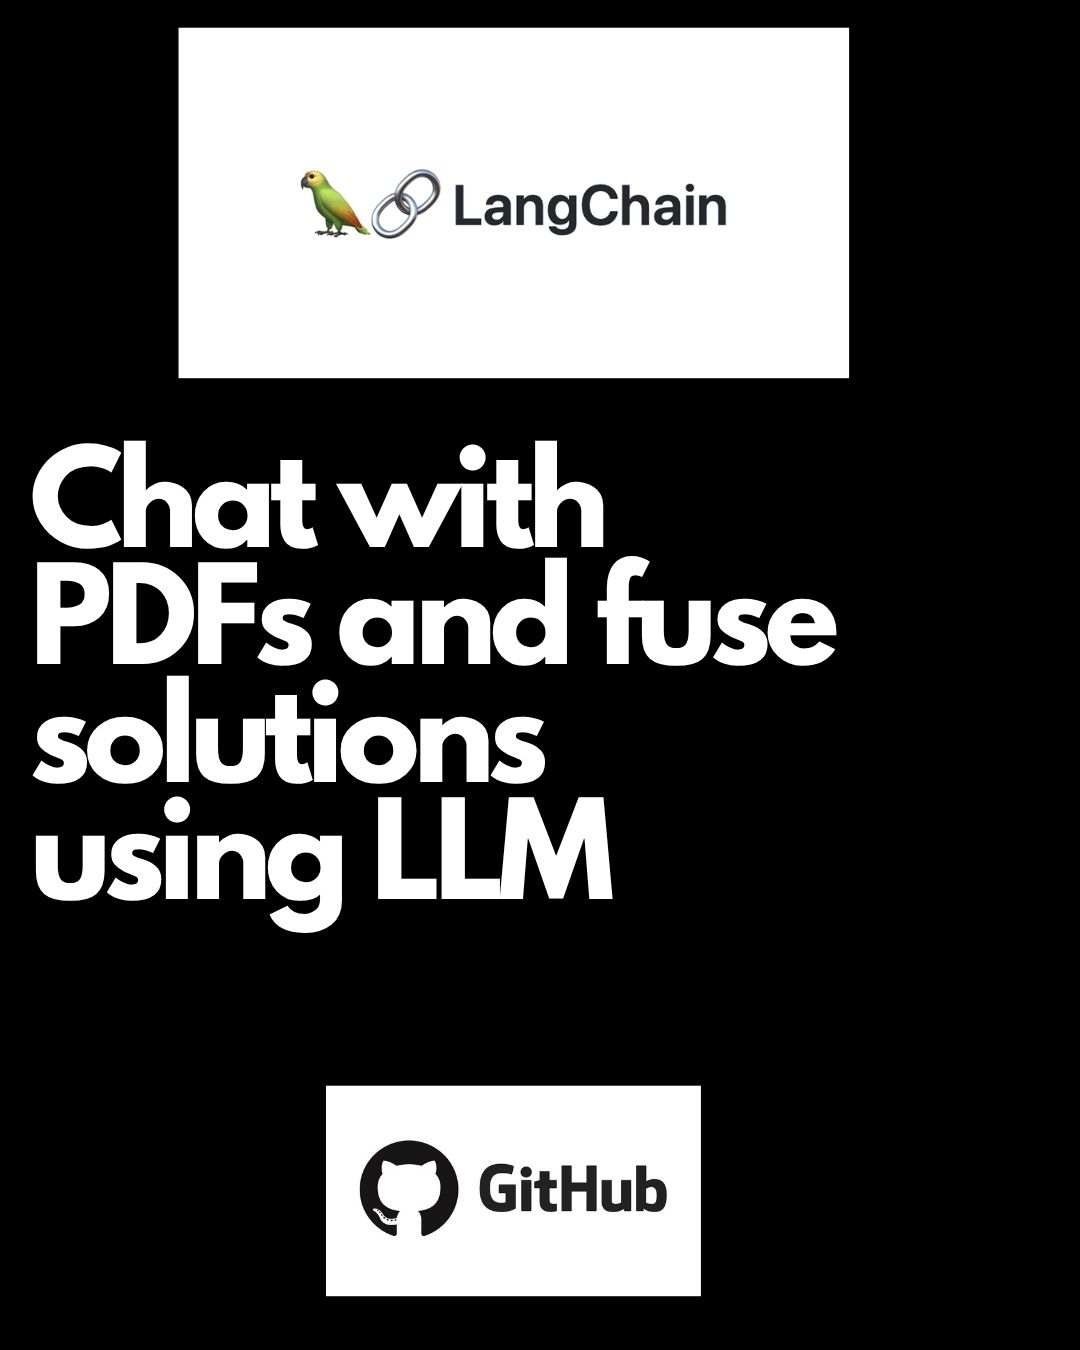 LangChain
Chat with
PDFs and fuse
solutions
using LLM
GitHub